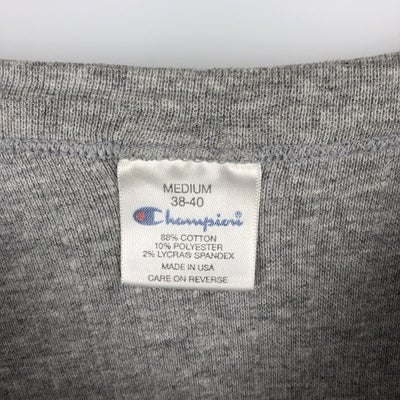 MEDIUM
38-40
Champion
88% COTTON
10% POLYESTER
2% LYCRA® SPANDEX
MADE IN USA
CARE ON REVERSE